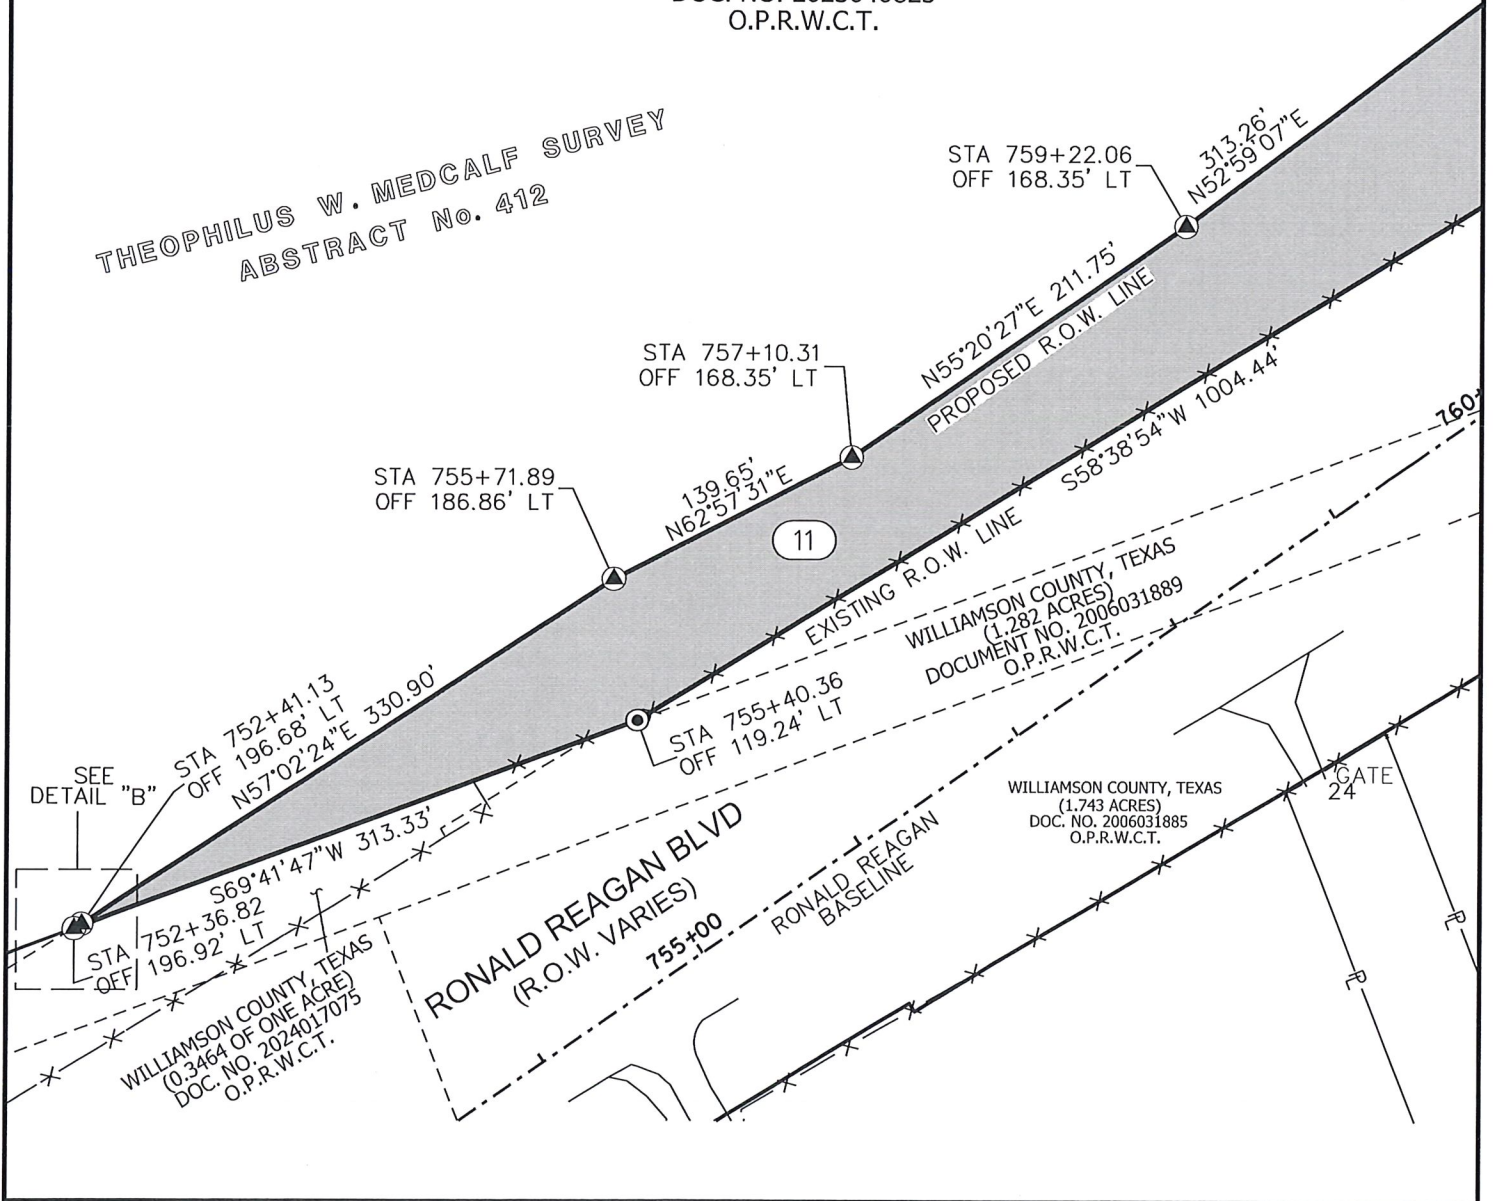 O.P.R.W.C.T.
THEOPHILUS W. MEDCALF SURVEY
ABSTRACT No. 412
STA 759+22.06
OFF 168.35' LT
313.26'
N52°59'07"E
STA 757+10.31
OFF 168.35' LT
N55°20'27"E 211.75'
PROPOSED R.O.W. LINE
STA 755+71.89
OFF 186.86' LT
139.65'
N62°57'31"E
11
S58°38'54"W 1004.44'
760+
EXISTING R.O.W. LINE
WILLIAMSON COUNTY, TEXAS
(1.282 ACRES)
DOCUMENT NO. 2006031889
O.P.R.W.C.T.
STA 752+41.13
OFF 196.68' LT
N57°02'24"E 330.90'
STA 755+40.36
OFF 119.24' LT
SEE
DETAIL "B"
S69°41'47"W 313.33'
STA 752+36.82
OFF 196.92' LT
WILLIAMSON COUNTY, TEXAS
(1.743 ACRES)
DOC. NO. 2006031885
O.P.R.W.C.T.
GATE
24
RONALD REAGAN BLVD
(R.O.W. VARIES)
755+00
RONALD REAGAN
BASELINE
WILLIAMSON COUNTY, TEXAS
(0.3464 OF ONE ACRE)
DOC. NO. 2024017075
O.P.R.W.C.T.